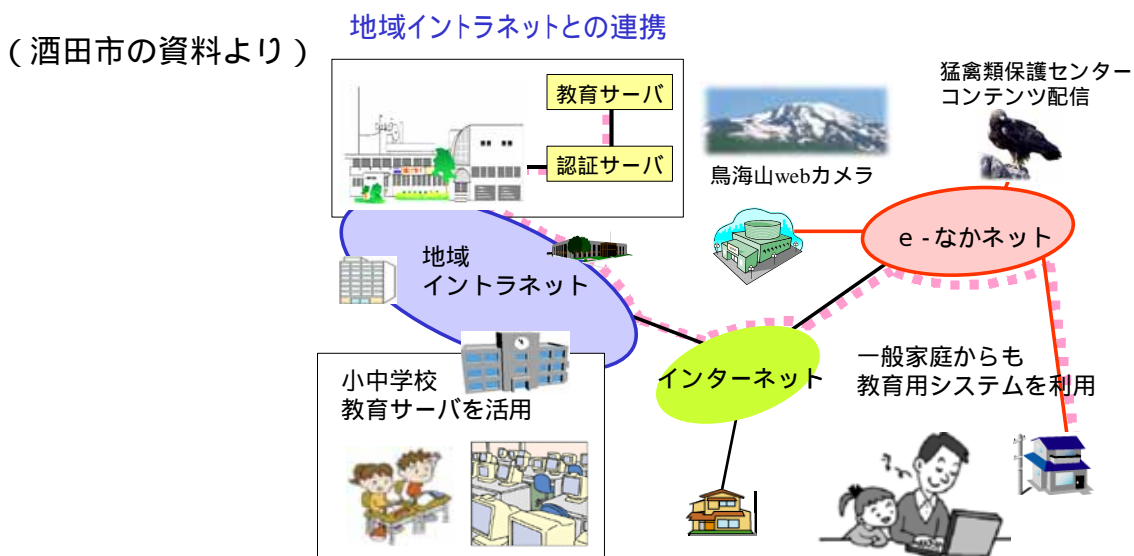 地域イントラネットとの連携
(酒田市の資料より)
教育サーバ
認証サーバ
猛禽類保護センター
コンテンツ配信
鳥海山webカメラ
e-なかネット
地域
イントラネット
インターネット
小中学校
教育サーバを活用
一般家庭からも
教育用システムを利用